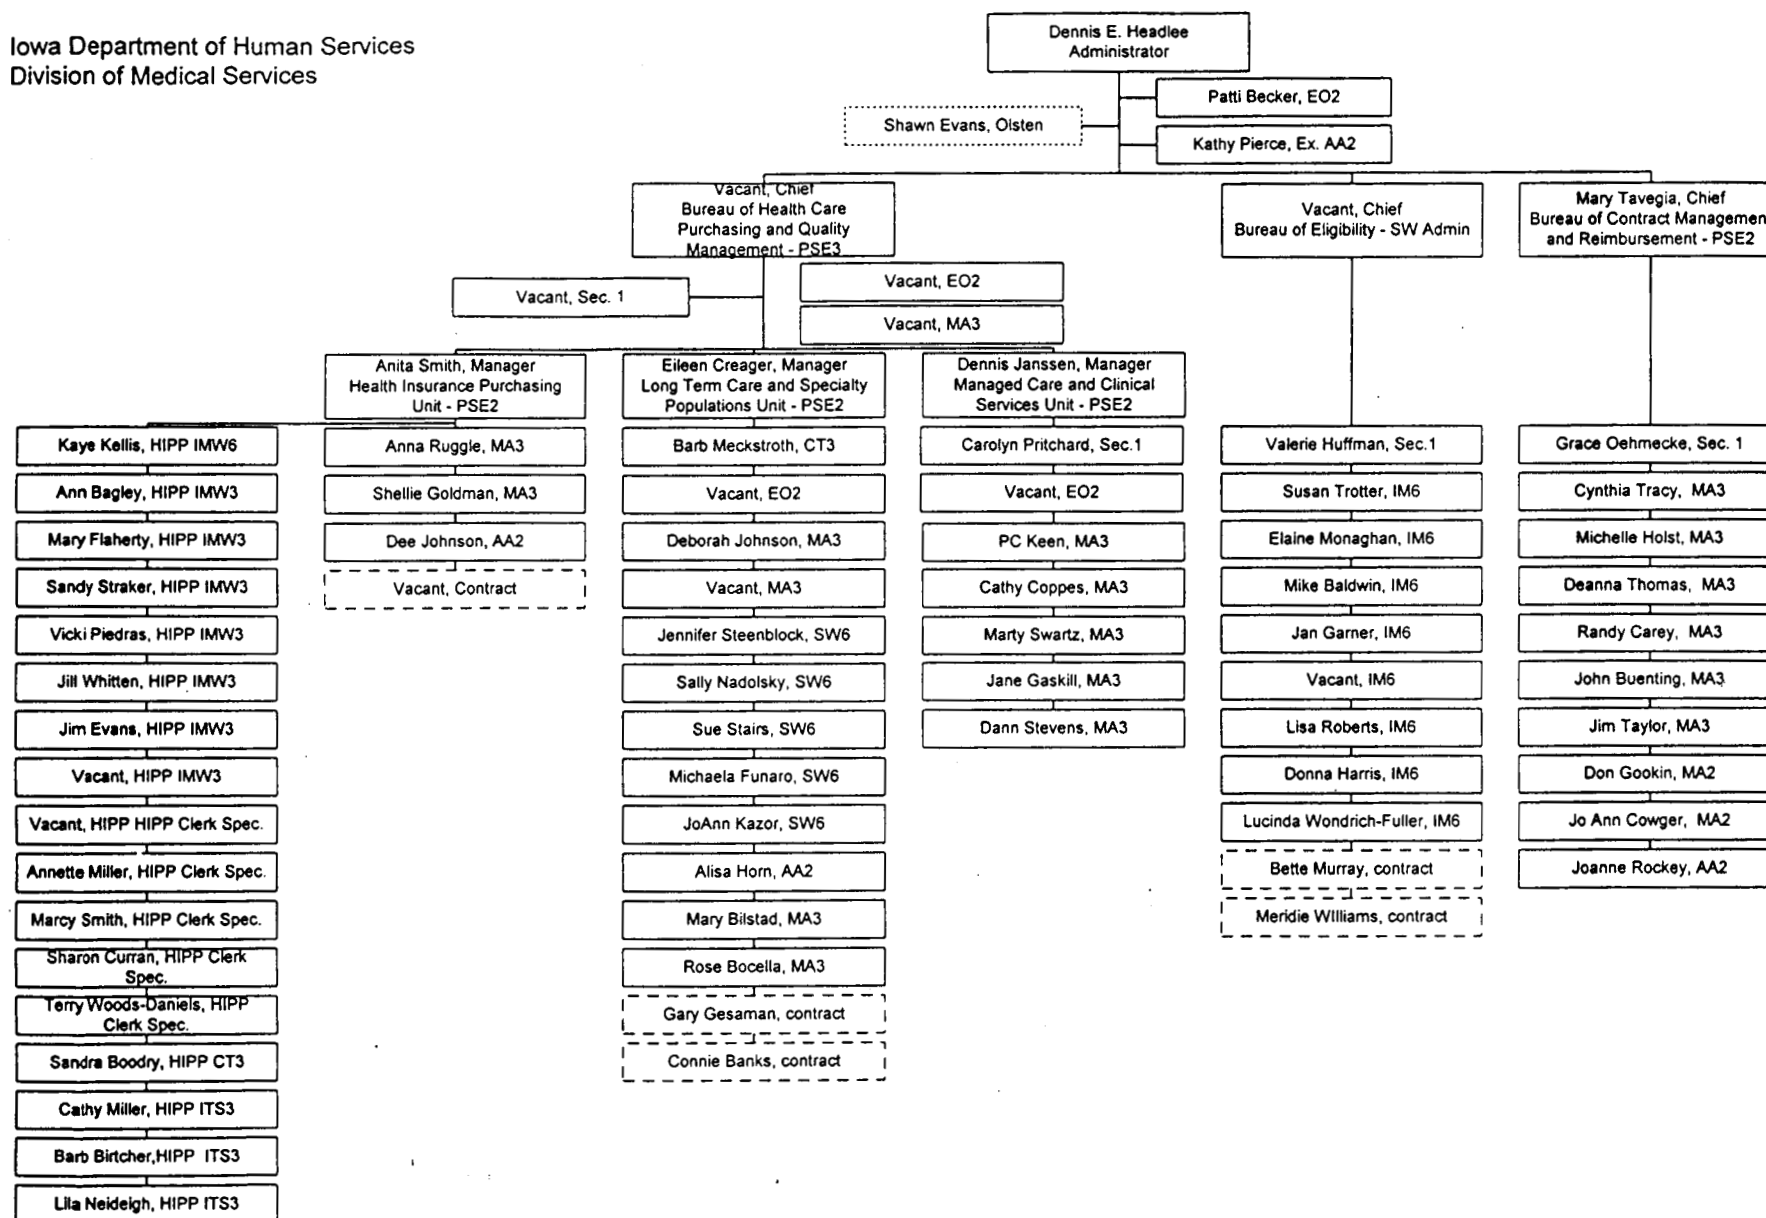 Iowa Department of Human Services
Division of Medical Services
Dennis E. Headlee
Administrator
Patti Becker, EO2
Shawn Evans, Olsten
Kathy Pierce, Ex. AA2
Vacant, Chief
Bureau of Health Care
Purchasing and Quality
Management - PSE3
Vacant, Chief
Bureau of Eligibility - SW Admin
Mary Tavegia, Chief
Bureau of Contract Managemen
and Reimbursement - PSE2
Vacant, Sec. 1
Vacant, EO2
Vacant, MA3
Anita Smith, Manager
Health Insurance Purchasing
Unit - PSE2
Eileen Creager, Manager
Long Term Care and Specialty
Populations Unit - PSE2
Dennis Janssen, Manager
Managed Care and Clinical
Services Unit - PSE2
Kaye Kellis, HIPP IMW6
Ann Bagley, HIPP IMW3
Mary Flaherty, HIPP IMW3
Sandy Straker, HIPP IMW3
Vicki Piedras, HIPP IMW3
Jill Whitten, HIPP IMW3
Jim Evans, HIPP IMW3
Vacant, HIPP IMW3
Vacant, HIPP HIPP Clerk Spec.
Annette Miller, HIPP Clerk Spec.
Marcy Smith, HIPP Clerk Spec.
Sharon Curran, HIPP Clerk
Spec.
Terry Woods-Daniels, HIPP
Clerk Spec.
Sandra Boodry, HIPP CT3
Cathy Miller, HIPP ITS3
Barb Birtcher,HIPP ITS3
Lila Neideigh, HIPP ITS3
Anna Ruggle, MA3
Shellie Goldman, MA3
Dee Johnson, AA2
Vacant, Contract
Barb Meckstroth, CT3
Vacant, EO2
Deborah Johnson, MA3
Vacant, MA3
Jennifer Steenblock, SW6
Sally Nadolsky, SW6
Sue Stairs, SW6
Michaela Funaro, SW6
JoAnn Kazor, SW6
Alisa Horn, AA2
Mary Bilstad, MA3
Rose Bocella, MA3
Gary Gesaman, contract
Connie Banks, contract
Carolyn Pritchard, Sec.1
Vacant, EO2
PC Keen, MA3
Cathy Coppes, MA3
Marty Swartz, MA3
Jane Gaskill, MA3
Dann Stevens, MA3
Valerie Huffman, Sec.1
Susan Trotter, IM6
Elaine Monaghan, IM6
Mike Baldwin, IM6
Jan Garner, IM6
Vacant, IM6
Lisa Roberts, IM6
Donna Harris, IM6
Lucinda Wondrich-Fuller, IM6
Bette Murray, contract
Meridie Williams, contract
Grace Oehmecke, Sec. 1
Cynthia Tracy, MA3
Michelle Holst, MA3
Deanna Thomas, MA3
Randy Carey, MA3
John Buenting, MA3
Jim Taylor, MA3
Don Gookin, MA2
Jo Ann Cowger, MA2
Joanne Rockey, AA2